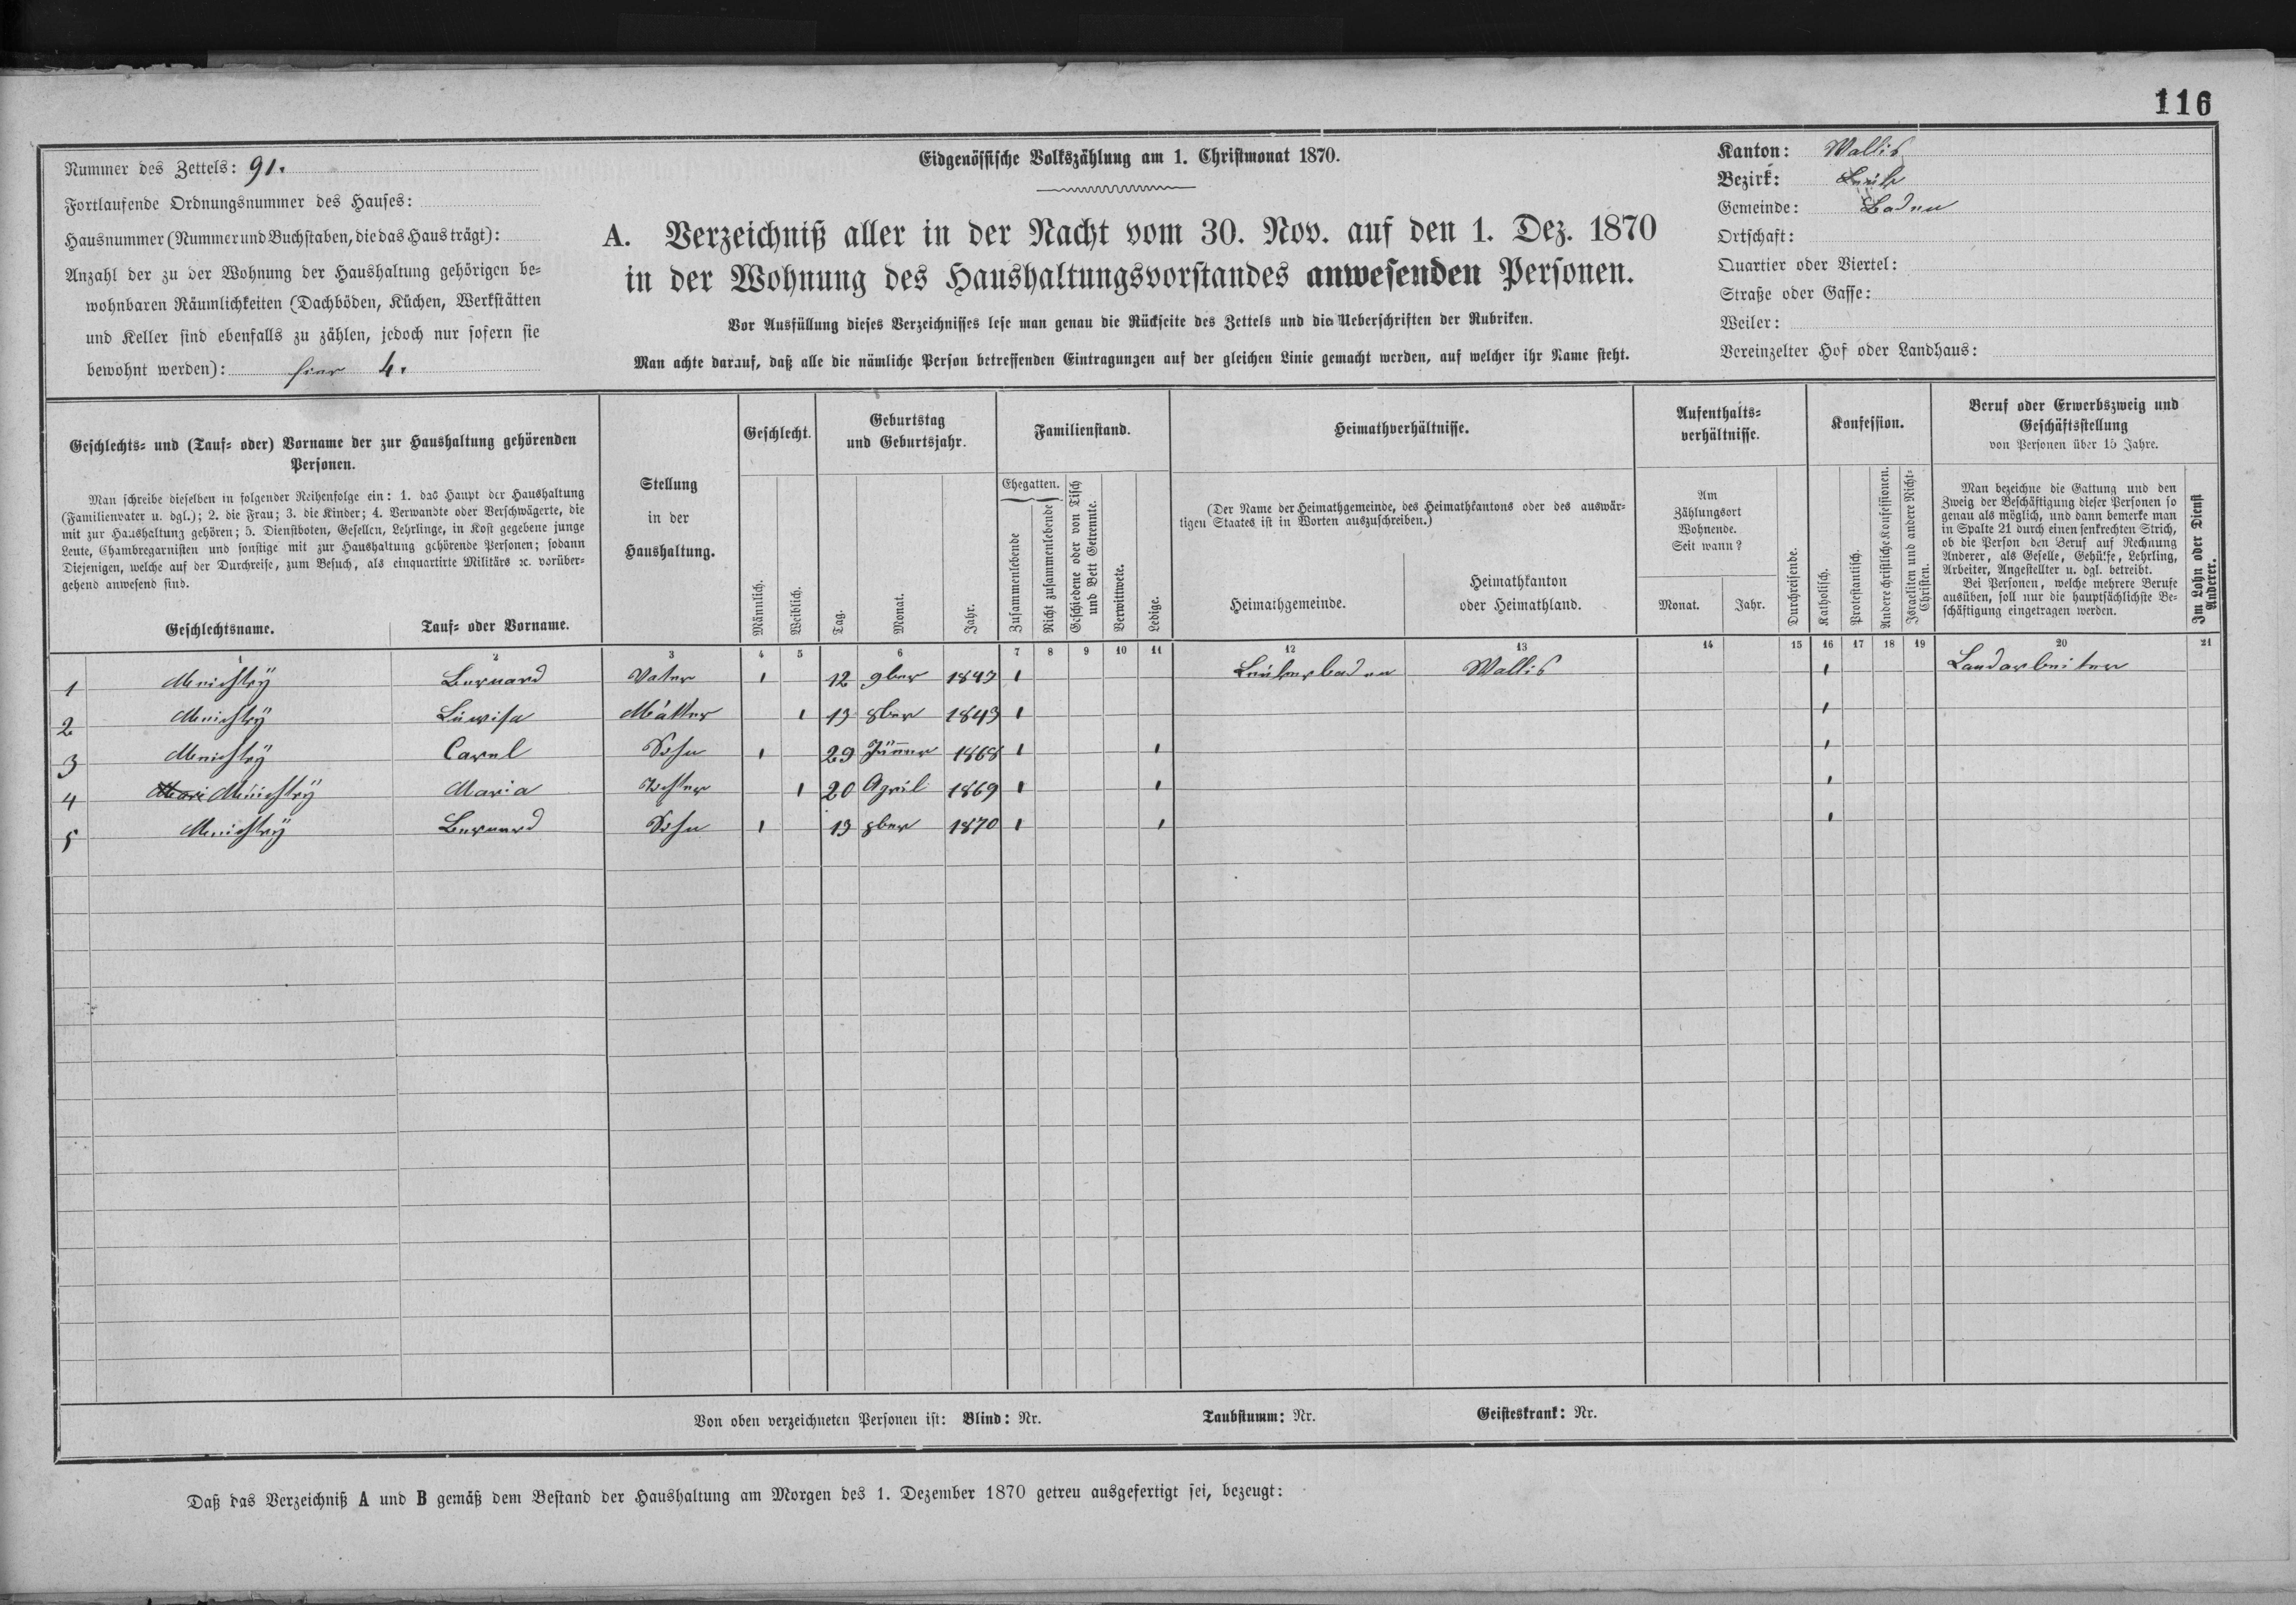 116
Nummer des Zettels: 91.
Fortlaufende Ordnungsnummer des Hauses:
Hausnummer (Nummer und Buchstaben, die das Haus trägt):
Anzahl der zu der Wohnung der Haushaltung gehörigen be=
wohnbaren Räumlichkeiten (Dachböden, Küchen, Werkstätten
und Keller sind ebenfalls zu zählen, jedoch nur sofern sie
bewohnt werden): 4.
Eidgenössische Volkszählung am 1. Christmonat 1870.
A. Verzeichniß aller in der Nacht vom 30. Nov. auf den 1. Dez. 1870
in der Wohnung des Haushaltungsvorstandes anwesenden Personen.
Vor Ausfüllung dieses Verzeichnisses lese man genau die Rückseite des Zettels und die Ueberschriften der Rubriken.
Man achte darauf, daß alle die nämliche Person betreffenden Eintragungen auf der gleichen Linie gemacht werden, auf welcher ihr Name steht.
Kanton: Wallis
Bezirk: Leuk
Gemeinde: Baden
Ortschaft:
Quartier oder Viertel:
Straße oder Gasse:
Weiler:
Vereinzelter Hof oder Landhaus:
Geschlechts= und (Tauf= oder) Vorname der zur Haushaltung gehörenden
Personen.
Man schreibe dieselben in folgender Reihenfolge ein: 1. das Haupt der Haushaltung
(Familienvater u. dgl.); 2. die Frau; 3. die Kinder; 4. Verwandte oder Verschwägerte, die
mit zur Haushaltung gehören; 5. Dienstboten, Gesellen, Lehrlinge, in Kost gegebene junge
Leute, Chambregarnisten und sonstige mit zur Haushaltung gehörende Personen; sodann
Diejenigen, welche auf der Durchreise, zum Besuch, als einquartirte Militärs ꝛc. vorüber=
gehend anwesend sind.
Geschlechtsname.
Tauf= oder Vorname.
Stellung
in der
Haushaltung.
Geschlecht.
Männlich.
Weiblich.
Geburtstag
und Geburtsjahr.
Tag.
Monat.
Jahr.
Familienstand.
Ehegatten.
Zusammenlebende
Nicht zusammenlebende
Geschiedene oder von Tisch
und Bett Getrennte.
Verwittwete.
Ledige.
Heimathverhältnisse.
(Der Name der Heimathgemeinde, des Heimathkantons oder des auswär=
tigen Staates ist in Worten auszuschreiben.)
Heimathgemeinde.
Heimathkanton
oder Heimathland.
Aufenthalts=
verhältnisse.
Am
Zählungsort
Wohnende.
Seit wann?
Monat.
Jahr.
Durchreisende.
Konfession.
Katholisch.
Protestantisch.
Andere christliche Konfessionen.
Israeliten und andere Nicht=
Christen.
Beruf oder Erwerbszweig und
Geschäftsstellung
von Personen über 15 Jahre.
Man bezeichne die Gattung und den
Zweig der Beschäftigung dieser Personen so
genau als möglich, und dann bemerke man
in Spalte 21 durch einen senkrechten Strich,
ob die Person den Beruf auf Rechnung
Anderer, als Geselle, Gehülfe, Lehrling,
Arbeiter, Angestellter u. dgl. betreibt.
Bei Personen, welche mehrere Berufe
ausüben, soll nur die hauptsächlichste Be=
schäftigung eingetragen werden.
Im Lohn oder Dienst
Anderer.
1 2 3 4 5 6 7 8 9 10 11 12 13 14 15 16 17 18 19 20 21
1 Bernard Vater 1 12 9ber 1847 1 Leukerbaden Wallis 1 Landarbeiter
2 Luwisa Mutter 1 13 8ber 1843 1 1
3 Carel Sohn 1 29 Jänner 1868 1 1 1
4 Maria Tochter 1 20 April 1869 1 1 1
5 Bernard Sohn 1 13 8ber 1870 1 1 1
Von oben verzeichneten Personen ist: Blind: Nr. Taubstumm: Nr. Geisteskrank: Nr.
Daß das Verzeichniß A und B gemäß dem Bestand der Haushaltung am Morgen des 1. Dezember 1870 getreu ausgefertigt sei, bezeugt: